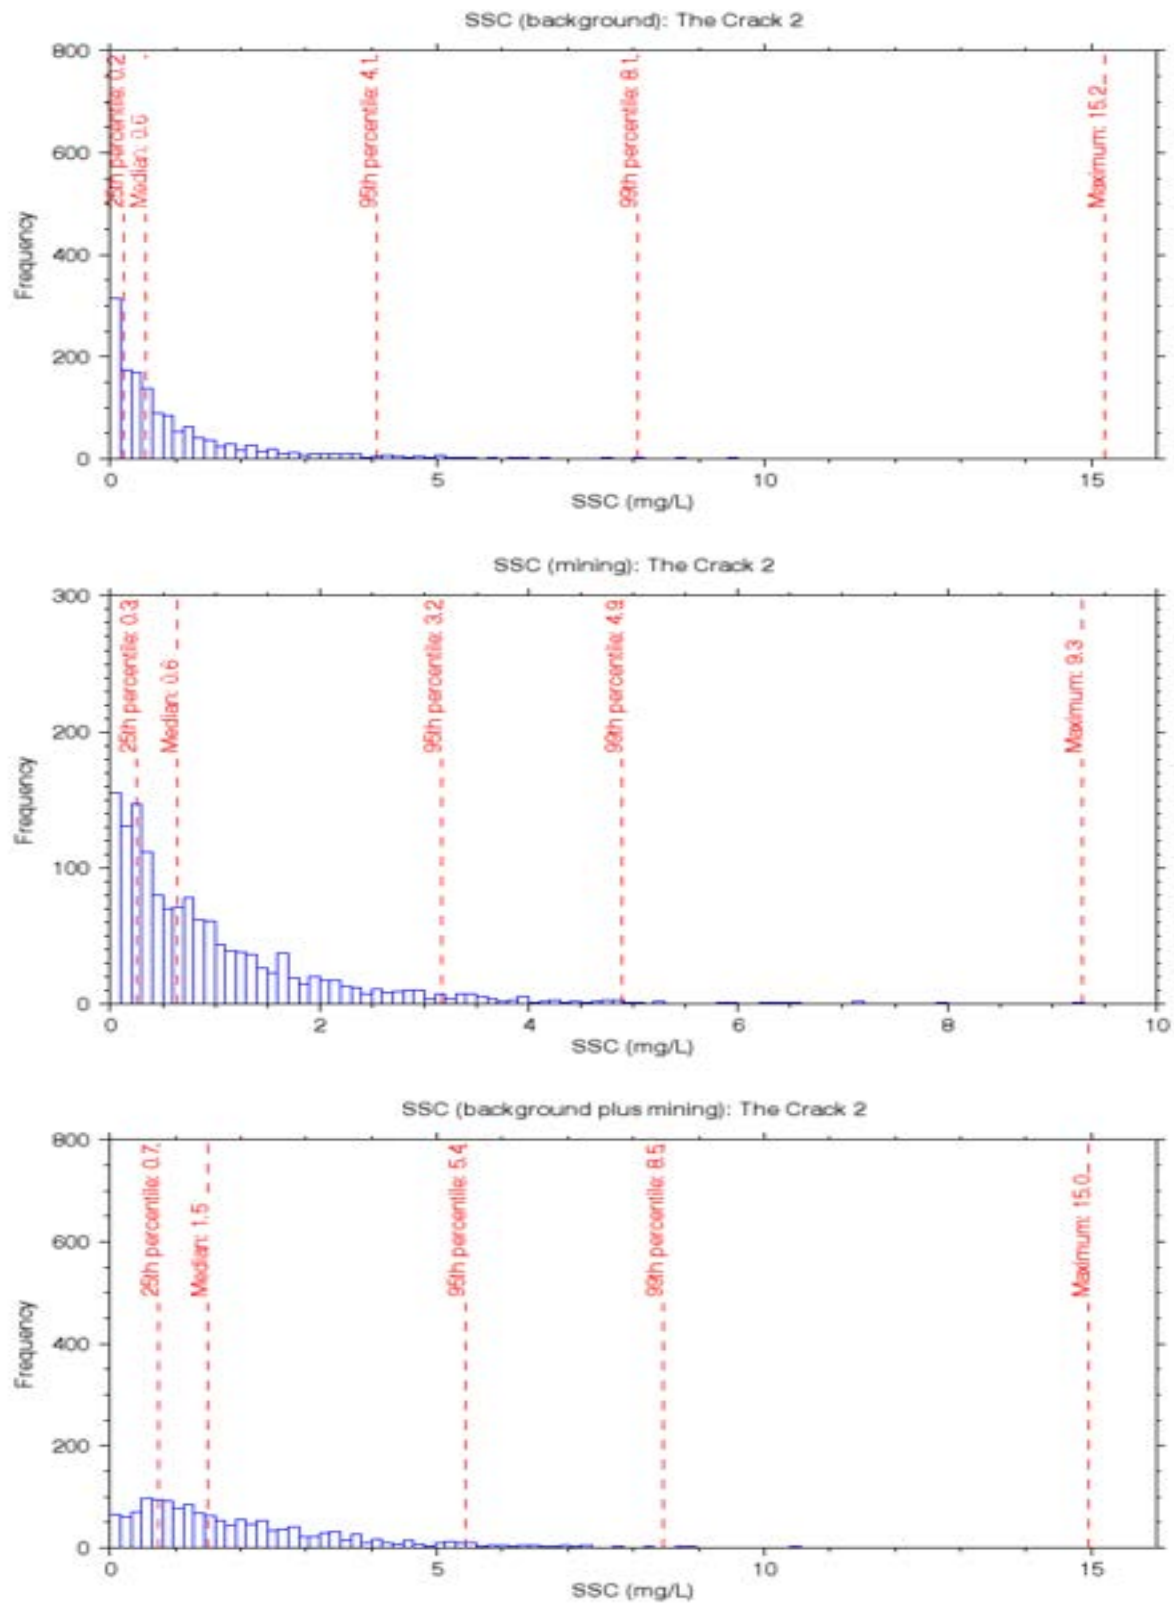 SSC (background): The Crack 2
800
600
400
200
0
Frequency
25th percentile: 0.2
Median: 0.6
95th percentile: 4.1
99th percentile: 8.1
Maximum: 15.2
0 5 10 15
SSC (mg/L)
SSC (mining): The Crack 2
300
200
100
0
Frequency
25th percentile: 0.3
Median: 0.6
95th percentile: 3.2
99th percentile: 4.9
Maximum: 9.3
0 2 4 6 8 10
SSC (mg/L)
SSC (background plus mining): The Crack 2
800
600
400
200
0
Frequency
25th percentile: 0.7
Median: 1.5
95th percentile: 5.4
99th percentile: 8.5
Maximum: 15.0
0 5 10 15
SSC (mg/L)